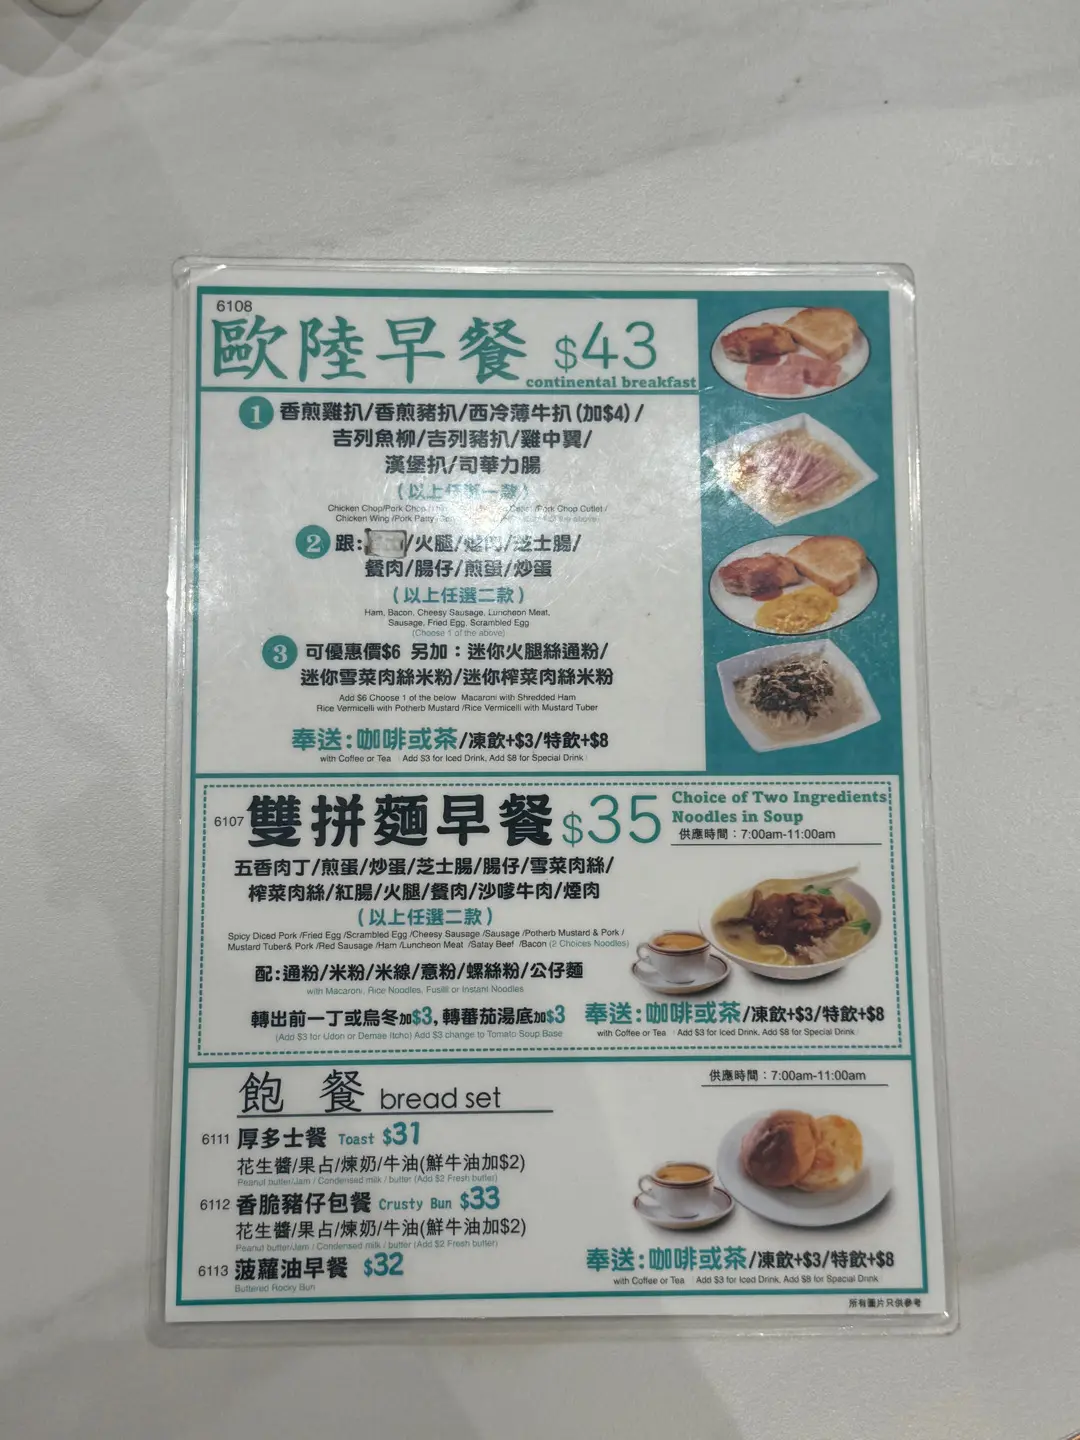 6108
歐陸早餐 $43
continental breakfast
1 香煎雞扒/香煎豬扒/西冷薄牛扒(加$4)/
吉列魚柳/吉列豬扒/雞中翼/
漢堡扒/司華力腸
(以上任選一款)
Chicken Chop/Pork Chop /Pork Chop Cutlet /
Chicken Wing /Pork Patty the above)
2 跟: /火腿/煙肉/芝士腸/
餐肉/腸仔/煎蛋/炒蛋
(以上任選二款)
Ham, Bacon, Cheesy Sausage, Luncheon Meat,
Sausage, Fried Egg, Scrambled Egg
(Choose 1 of the above)
3 可優惠價$6 另加：迷你火腿絲通粉/
迷你雪菜肉絲米粉/迷你榨菜肉絲米粉
Add $6 Choose 1 of the below Macaroni with Shredded Ham
Rice Vermicelli with Potherb Mustard /Rice Vermicelli with Mustard Tuber
奉送:咖啡或茶/凍飲+$3/特飲+$8
with Coffee or Tea （Add $3 for Iced Drink, Add $8 for Special Drink）
6107 雙拼麵早餐 $35
Choice of Two Ingredients
Noodles in Soup
供應時間：7:00am-11:00am
五香肉丁/煎蛋/炒蛋/芝士腸/腸仔/雪菜肉絲/
榨菜肉絲/紅腸/火腿/餐肉/沙嗲牛肉/煙肉
(以上任選二款)
Spicy Diced Pork /Fried Egg /Scrambled Egg /Cheesy Sausage /Sausage /Potherb Mustard & Pork /
Mustard Tuber& Pork /Red Sausage /Ham /Luncheon Meat /Satay Beef /Bacon (2 Choices Noodles)
配:通粉/米粉/米線/意粉/螺絲粉/公仔麵
with Macaroni, Rice Noodles, Fusilli or Instant Noodles
轉出前一丁或烏冬加$3, 轉蕃茄湯底加$3
(Add $3 for Udon or Demae Itcho) Add $3 change to Tomato Soup Base
奉送:咖啡或茶/凍飲+$3/特飲+$8
with Coffee or Tea （Add $3 for Iced Drink, Add $8 for Special Drink）
飽 餐 bread set
供應時間：7:00am-11:00am
6111 厚多士餐 Toast $31
花生醬/果占/煉奶/牛油(鮮牛油加$2)
Peanut butter/Jam / Condensed milk / butter (Add $2 Fresh butter)
6112 香脆豬仔包餐 Crusty Bun $33
花生醬/果占/煉奶/牛油(鮮牛油加$2)
Peanut butter/Jam / Condensed milk / butter (Add $2 Fresh butter)
6113 菠蘿油早餐 $32
Buttered Rocky Bun
奉送:咖啡或茶/凍飲+$3/特飲+$8
with Coffee or Tea （Add $3 for Iced Drink, Add $8 for Special Drink）
所有圖片只供參考